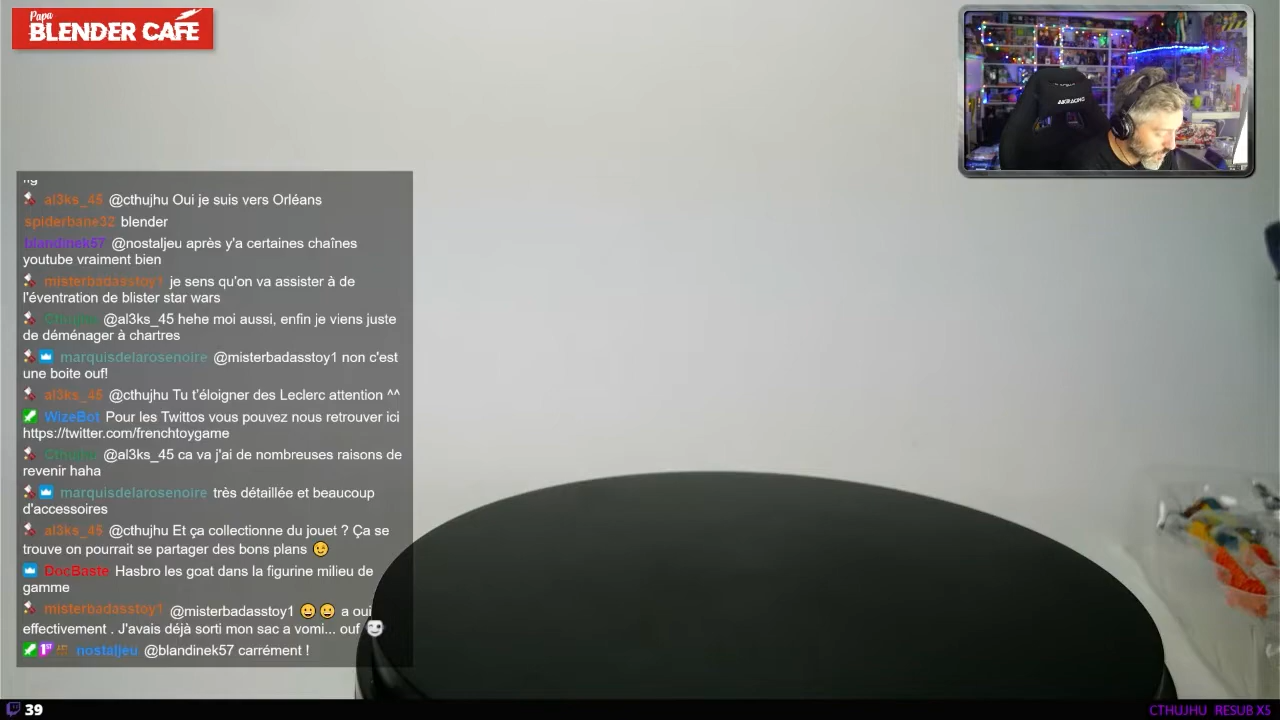 Papa
BLENDER CAFÉ
AKRACING
al3ks_45 @cthujhu Oui je suis vers Orléans
spiderbane32 blender
blandinek57 @nostaljeu après y'a certaines chaînes
youtube vraiment bien
misterbadasstoy1 je sens qu'on va assister à de
l'éventration de blister star wars
Cthujhu @al3ks_45 hehe moi aussi, enfin je viens juste
de déménager à chartres
marquisdelarosenoire @misterbadasstoy1 non c'est
une boite ouf!
al3ks_45 @cthujhu Tu t'éloigner des Leclerc attention ^^
WizeBot Pour les Twittos vous pouvez nous retrouver ici
https://twitter.com/frenchtoygame
Cthujhu @al3ks_45 ca va j'ai de nombreuses raisons de
revenir haha
marquisdelarosenoire très détaillée et beaucoup
d'accessoires
al3ks_45 @cthujhu Et ça collectionne du jouet ? Ça se
trouve on pourrait se partager des bons plans 😉
DocBaste Hasbro les goat dans la figurine milieu de
gamme
misterbadasstoy1 @misterbadasstoy1 😀 😀 a oui
effectivement . J'avais déjà sorti mon sac a vomi... ouf
nostaljeu @blandinek57 carrément !
39
CTHUJHU RESUB X5